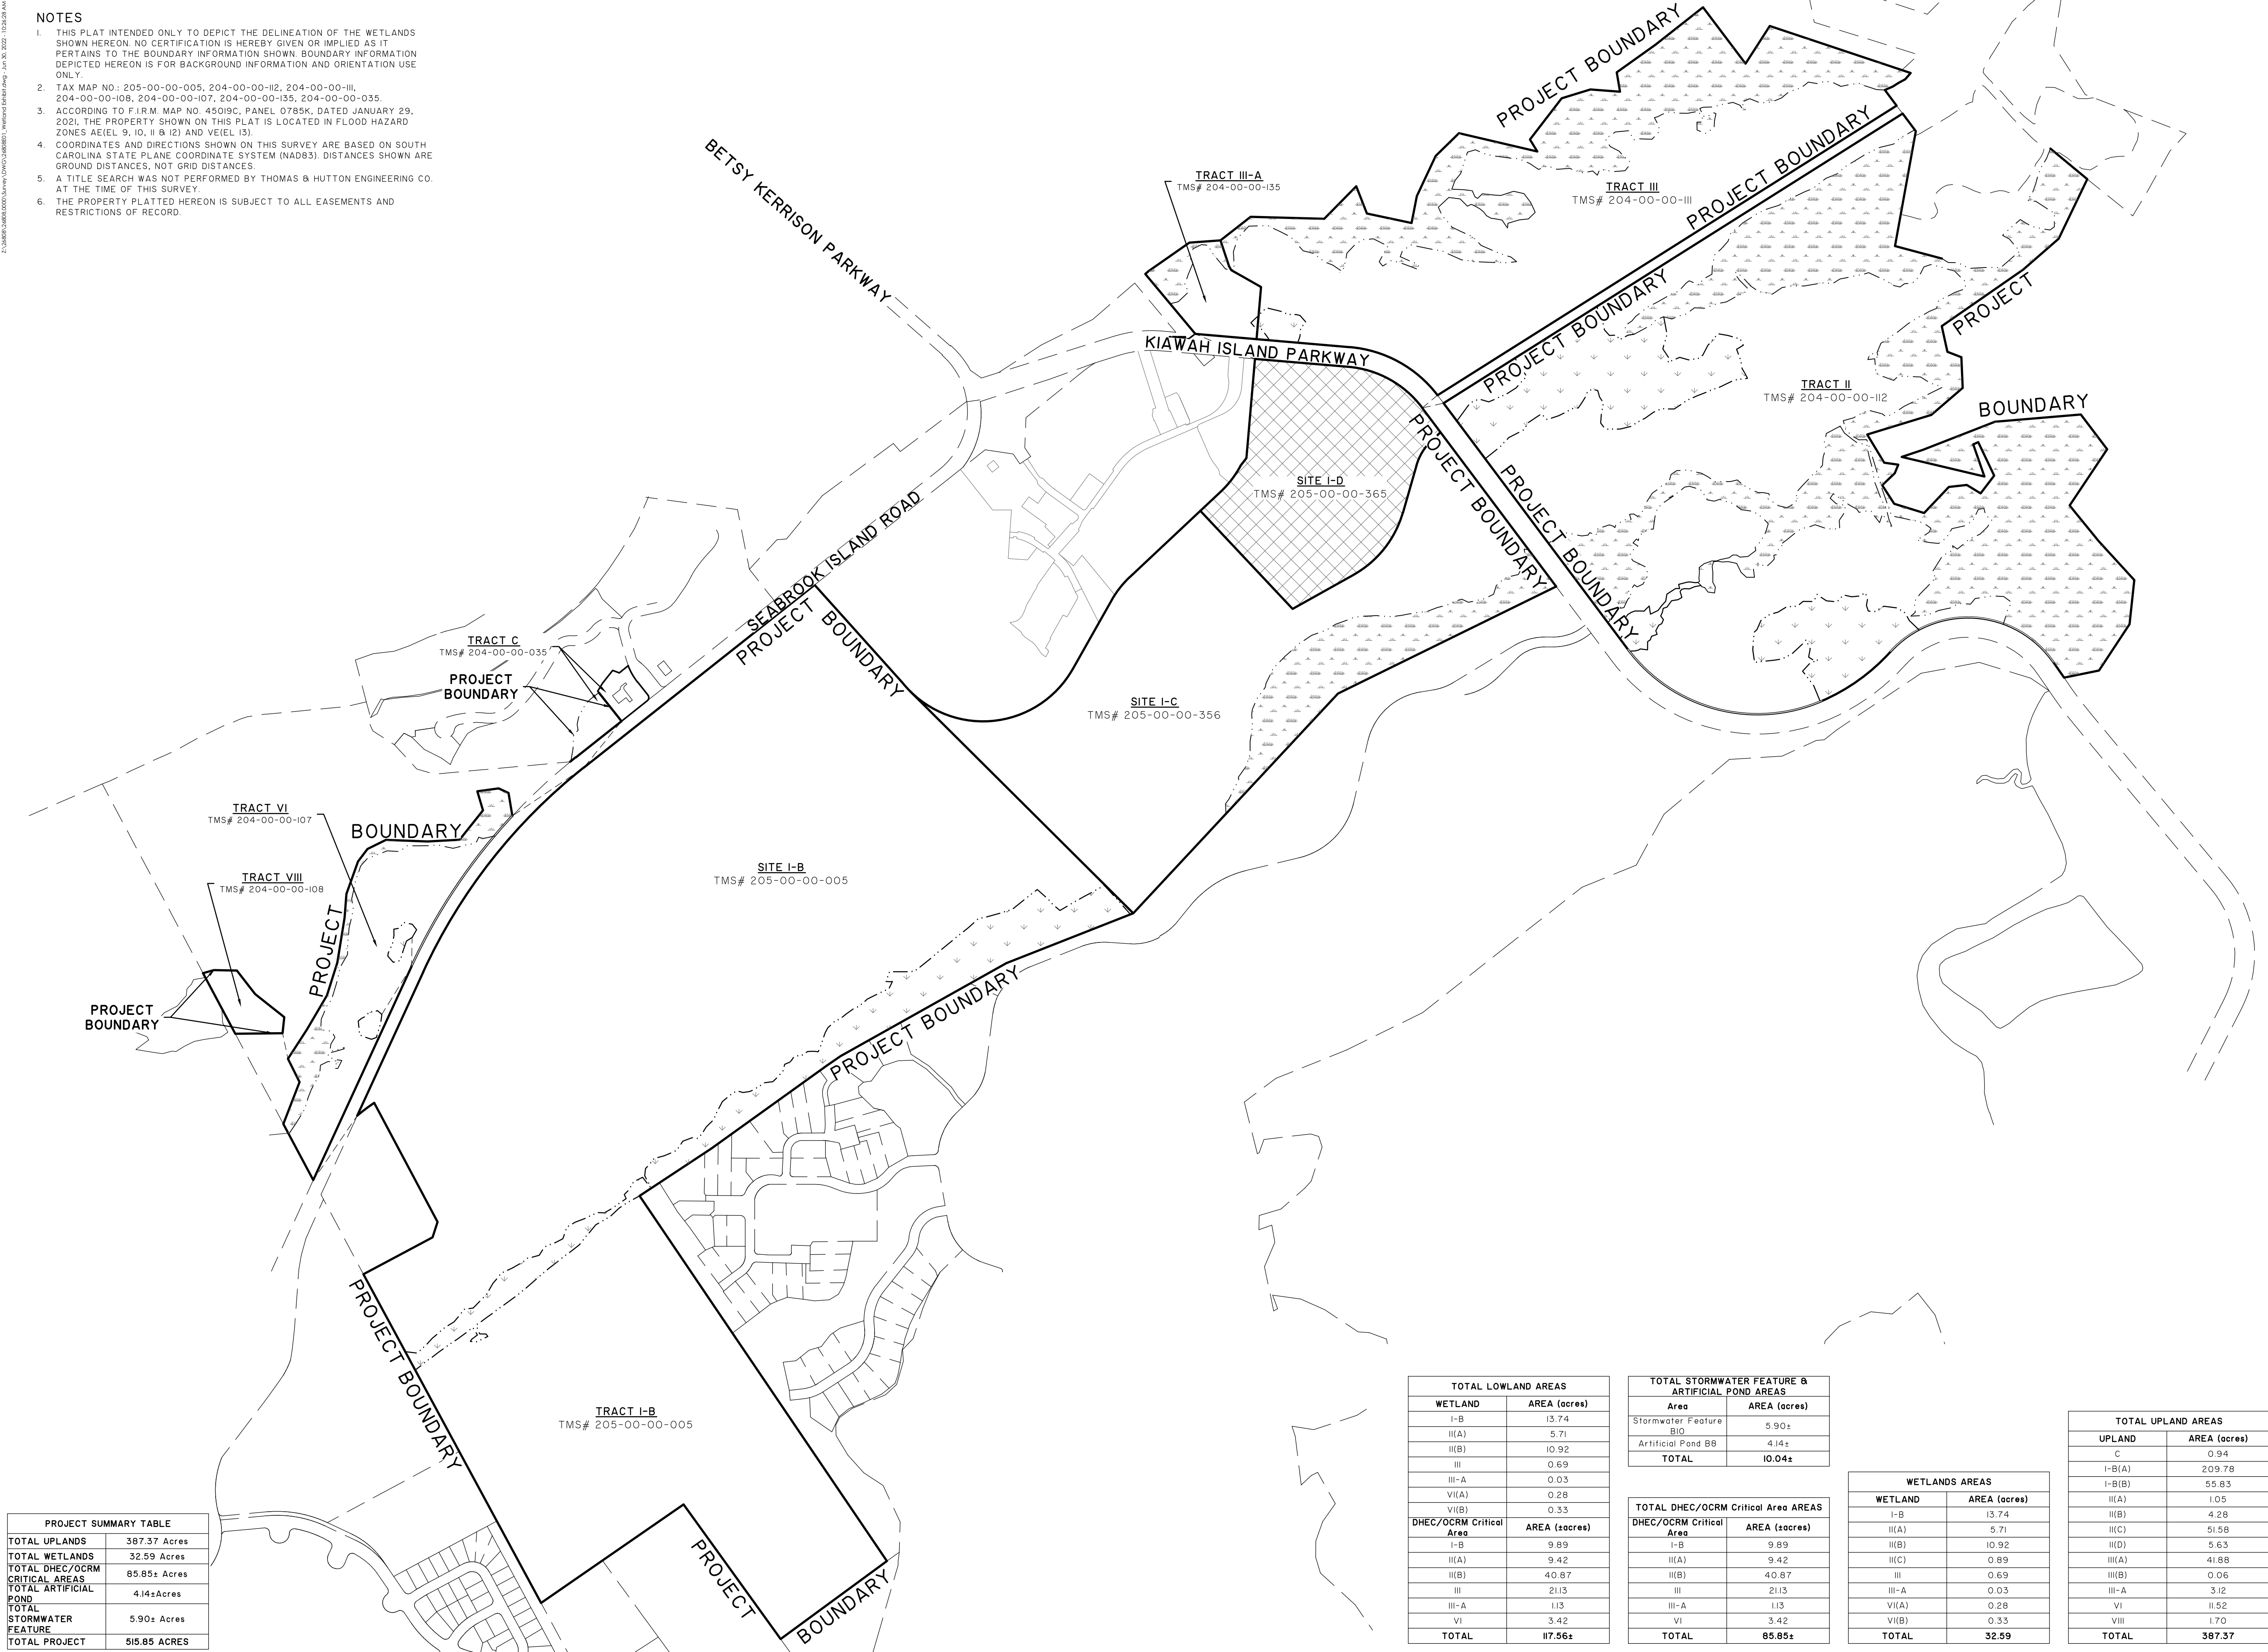 NOTES
1. THIS PLAT INTENDED ONLY TO DEPICT THE DELINEATION OF THE WETLANDS
SHOWN HEREON. NO CERTIFICATION IS HEREBY GIVEN OR IMPLIED AS IT
PERTAINS TO THE BOUNDARY INFORMATION SHOWN. BOUNDARY INFORMATION
DEPICTED HEREON IS FOR BACKGROUND INFORMATION AND ORIENTATION USE
ONLY.
2. TAX MAP NO.: 205-00-00-005, 204-00-00-112, 204-00-00-111,
204-00-00-108, 204-00-00-107, 204-00-00-135, 204-00-00-035.
3. ACCORDING TO F.I.R.M. MAP NO. 45019C, PANEL 0785K, DATED JANUARY 29,
2021, THE PROPERTY SHOWN ON THIS PLAT IS LOCATED IN FLOOD HAZARD
ZONES AE(EL 9, 10, 11 & 12) AND VE(EL 13).
4. COORDINATES AND DIRECTIONS SHOWN ON THIS SURVEY ARE BASED ON SOUTH
CAROLINA STATE PLANE COORDINATE SYSTEM (NAD83). DISTANCES SHOWN ARE
GROUND DISTANCES, NOT GRID DISTANCES.
5. A TITLE SEARCH WAS NOT PERFORMED BY THOMAS & HUTTON ENGINEERING CO.
AT THE TIME OF THIS SURVEY.
6. THE PROPERTY PLATTED HEREON IS SUBJECT TO ALL EASEMENTS AND
RESTRICTIONS OF RECORD.
BETSY KERRISON PARKWAY
PROJECT BOUNDARY
TRACT III-A
TMS# 204-00-00-135
TRACT III
TMS# 204-00-00-111
PROJECT BOUNDARY
PROJECT BOUNDARY
KIAWAH ISLAND PARKWAY
PROJECT
BOUNDARY
TRACT II
TMS# 204-00-00-112
SITE I-D
TMS# 205-00-00-365
PROJECT BOUNDARY
PROJECT BOUNDARY
SEABROOK ISLAND ROAD
PROJECT
BOUNDARY
TRACT C
TMS# 204-00-00-035
PROJECT
BOUNDARY
SITE I-C
TMS# 205-00-00-356
TRACT VI
TMS# 204-00-00-107
BOUNDARY
PROJECT
TRACT VIII
TMS# 204-00-00-108
PROJECT
BOUNDARY
SITE I-B
TMS# 205-00-00-005
PROJECT BOUNDARY
PROJECT BOUNDARY
TRACT I-B
TMS# 205-00-00-005
PROJECT
BOUNDARY
PROJECT SUMMARY TABLE
TOTAL UPLANDS 387.37 Acres
TOTAL WETLANDS 32.59 Acres
TOTAL DHEC/OCRM
CRITICAL AREAS 85.85± Acres
TOTAL ARTIFICIAL
POND 4.14±Acres
TOTAL
STORMWATER
FEATURE 5.90± Acres
TOTAL PROJECT 515.85 ACRES
TOTAL LOWLAND AREAS
WETLAND AREA (acres)
I-B 13.74
II(A) 5.71
II(B) 10.92
III 0.69
III-A 0.03
VI(A) 0.28
VI(B) 0.33
DHEC/OCRM Critical
Area AREA (±acres)
I-B 9.89
II(A) 9.42
II(B) 40.87
III 21.13
III-A 1.13
VI 3.42
TOTAL 117.56±
TOTAL STORMWATER FEATURE &
ARTIFICIAL POND AREAS
Area AREA (acres)
Stormwater Feature
B10 5.90±
Artificial Pond B8 4.14±
TOTAL 10.04±
TOTAL DHEC/OCRM Critical Area AREAS
DHEC/OCRM Critical
Area AREA (±acres)
I-B 9.89
II(A) 9.42
II(B) 40.87
III 21.13
III-A 1.13
VI 3.42
TOTAL 85.85±
WETLANDS AREAS
WETLAND AREA (acres)
I-B 13.74
II(A) 5.71
II(B) 10.92
II(C) 0.89
III 0.69
III-A 0.03
VI(A) 0.28
VI(B) 0.33
TOTAL 32.59
TOTAL UPLAND AREAS
UPLAND AREA (acres)
C 0.94
I-B(A) 209.78
I-B(B) 55.83
II(A) 1.05
II(B) 4.28
II(C) 51.58
II(D) 5.63
III(A) 41.88
III(B) 0.06
III-A 3.12
VI 11.52
VIII 1.70
TOTAL 387.37